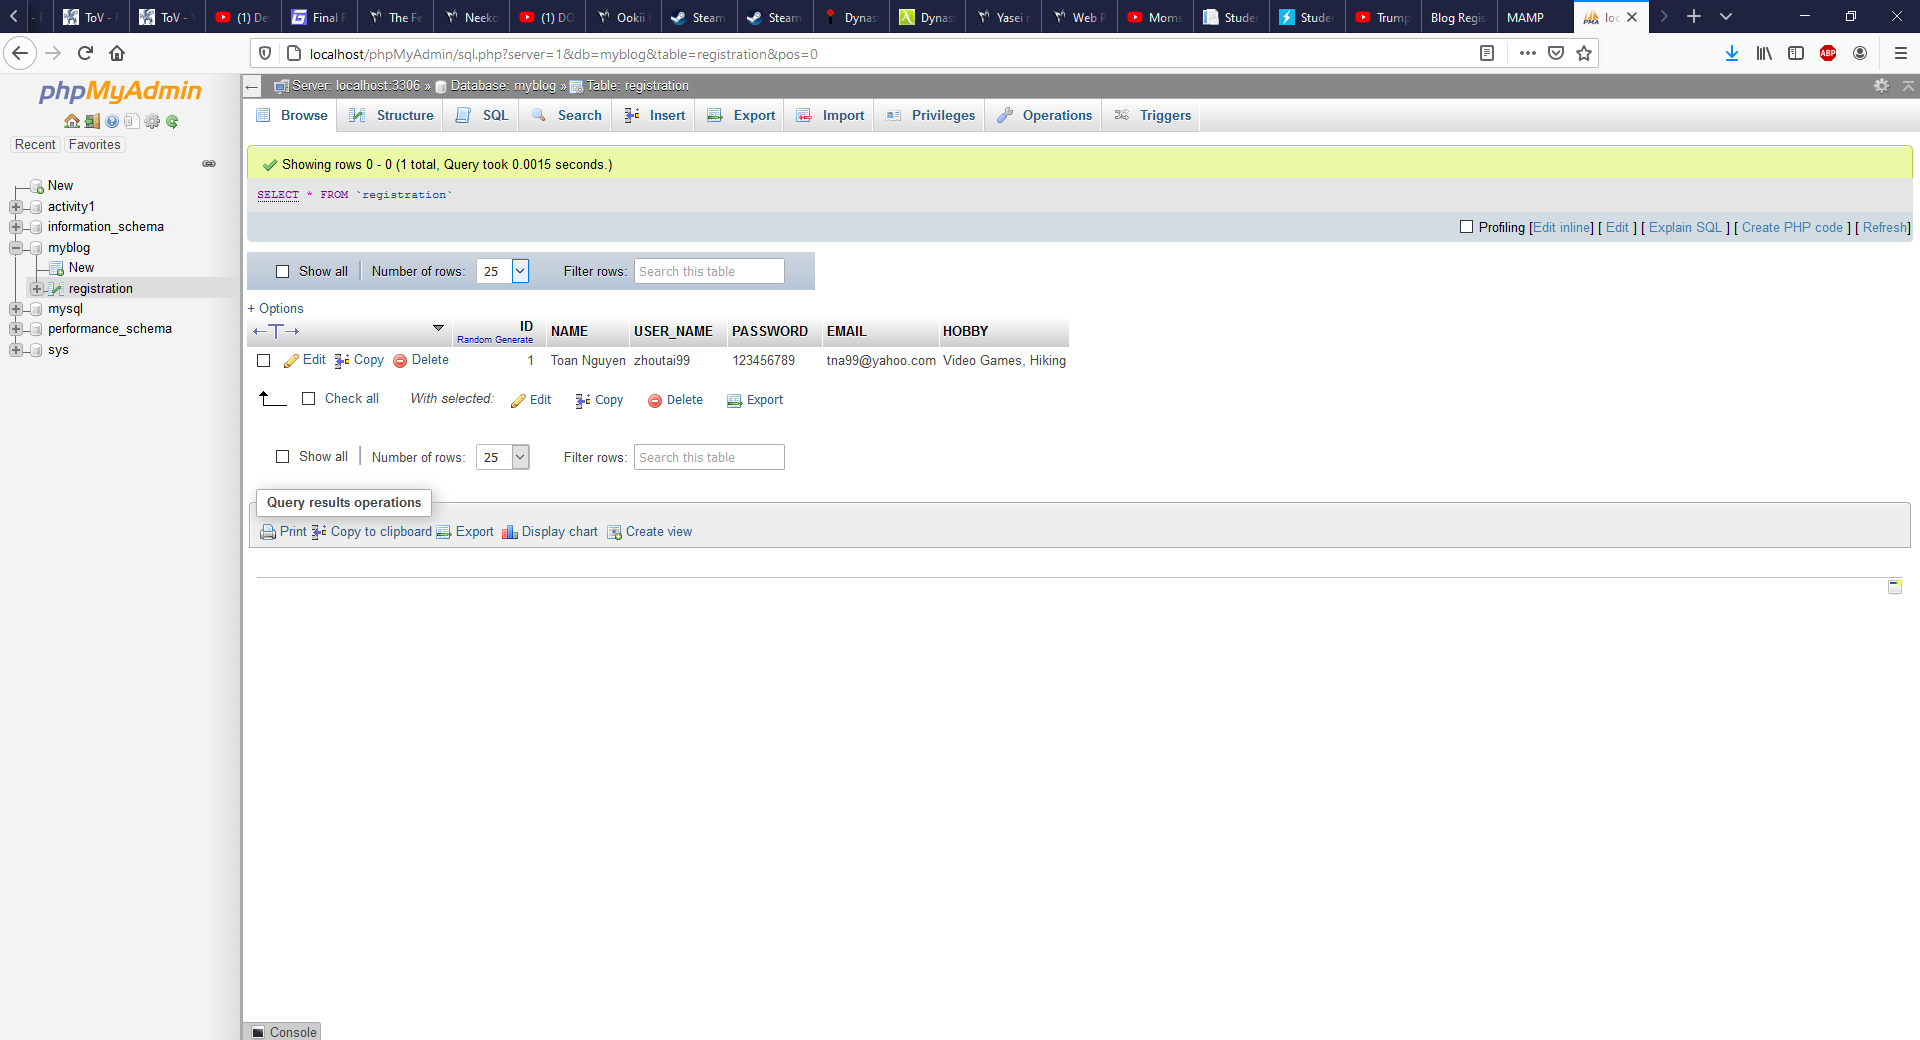 ToV - F
ToV - Y
(1) De
Final F
The Fe
Neeko
(1) DO
Ookii
Steam
Steam
Dynas
Dynast
Yasei n
Web P
Moms
Studen
Studen
Trump
Blog Regis
MAMP
loc
localhost/phpMyAdmin/sql.php?server=1&db=myblog&table=registration&pos=0
ABP
phpMyAdmin
Recent
Favorites
New
activity1
information_schema
myblog
New
registration
mysql
performance_schema
sys
Server: localhost:3306 » Database: myblog » Table: registration
Browse
Structure
SQL
Search
Insert
Export
Import
Privileges
Operations
Triggers
Showing rows 0 - 0 (1 total, Query took 0.0015 seconds.)
SELECT * FROM `registration`
Profiling [Edit inline] [ Edit ] [ Explain SQL ] [ Create PHP code ] [ Refresh]
Show all
Number of rows: 25
Filter rows: Search this table
+ Options
←T→ ID NAME USER_NAME PASSWORD EMAIL HOBBY
Random Generate
Edit Copy Delete 1 Toan Nguyen zhoutai99 123456789 tna99@yahoo.com Video Games, Hiking
Check all With selected: Edit Copy Delete Export
Show all
Number of rows: 25
Filter rows: Search this table
Query results operations
Print Copy to clipboard Export Display chart Create view
Console